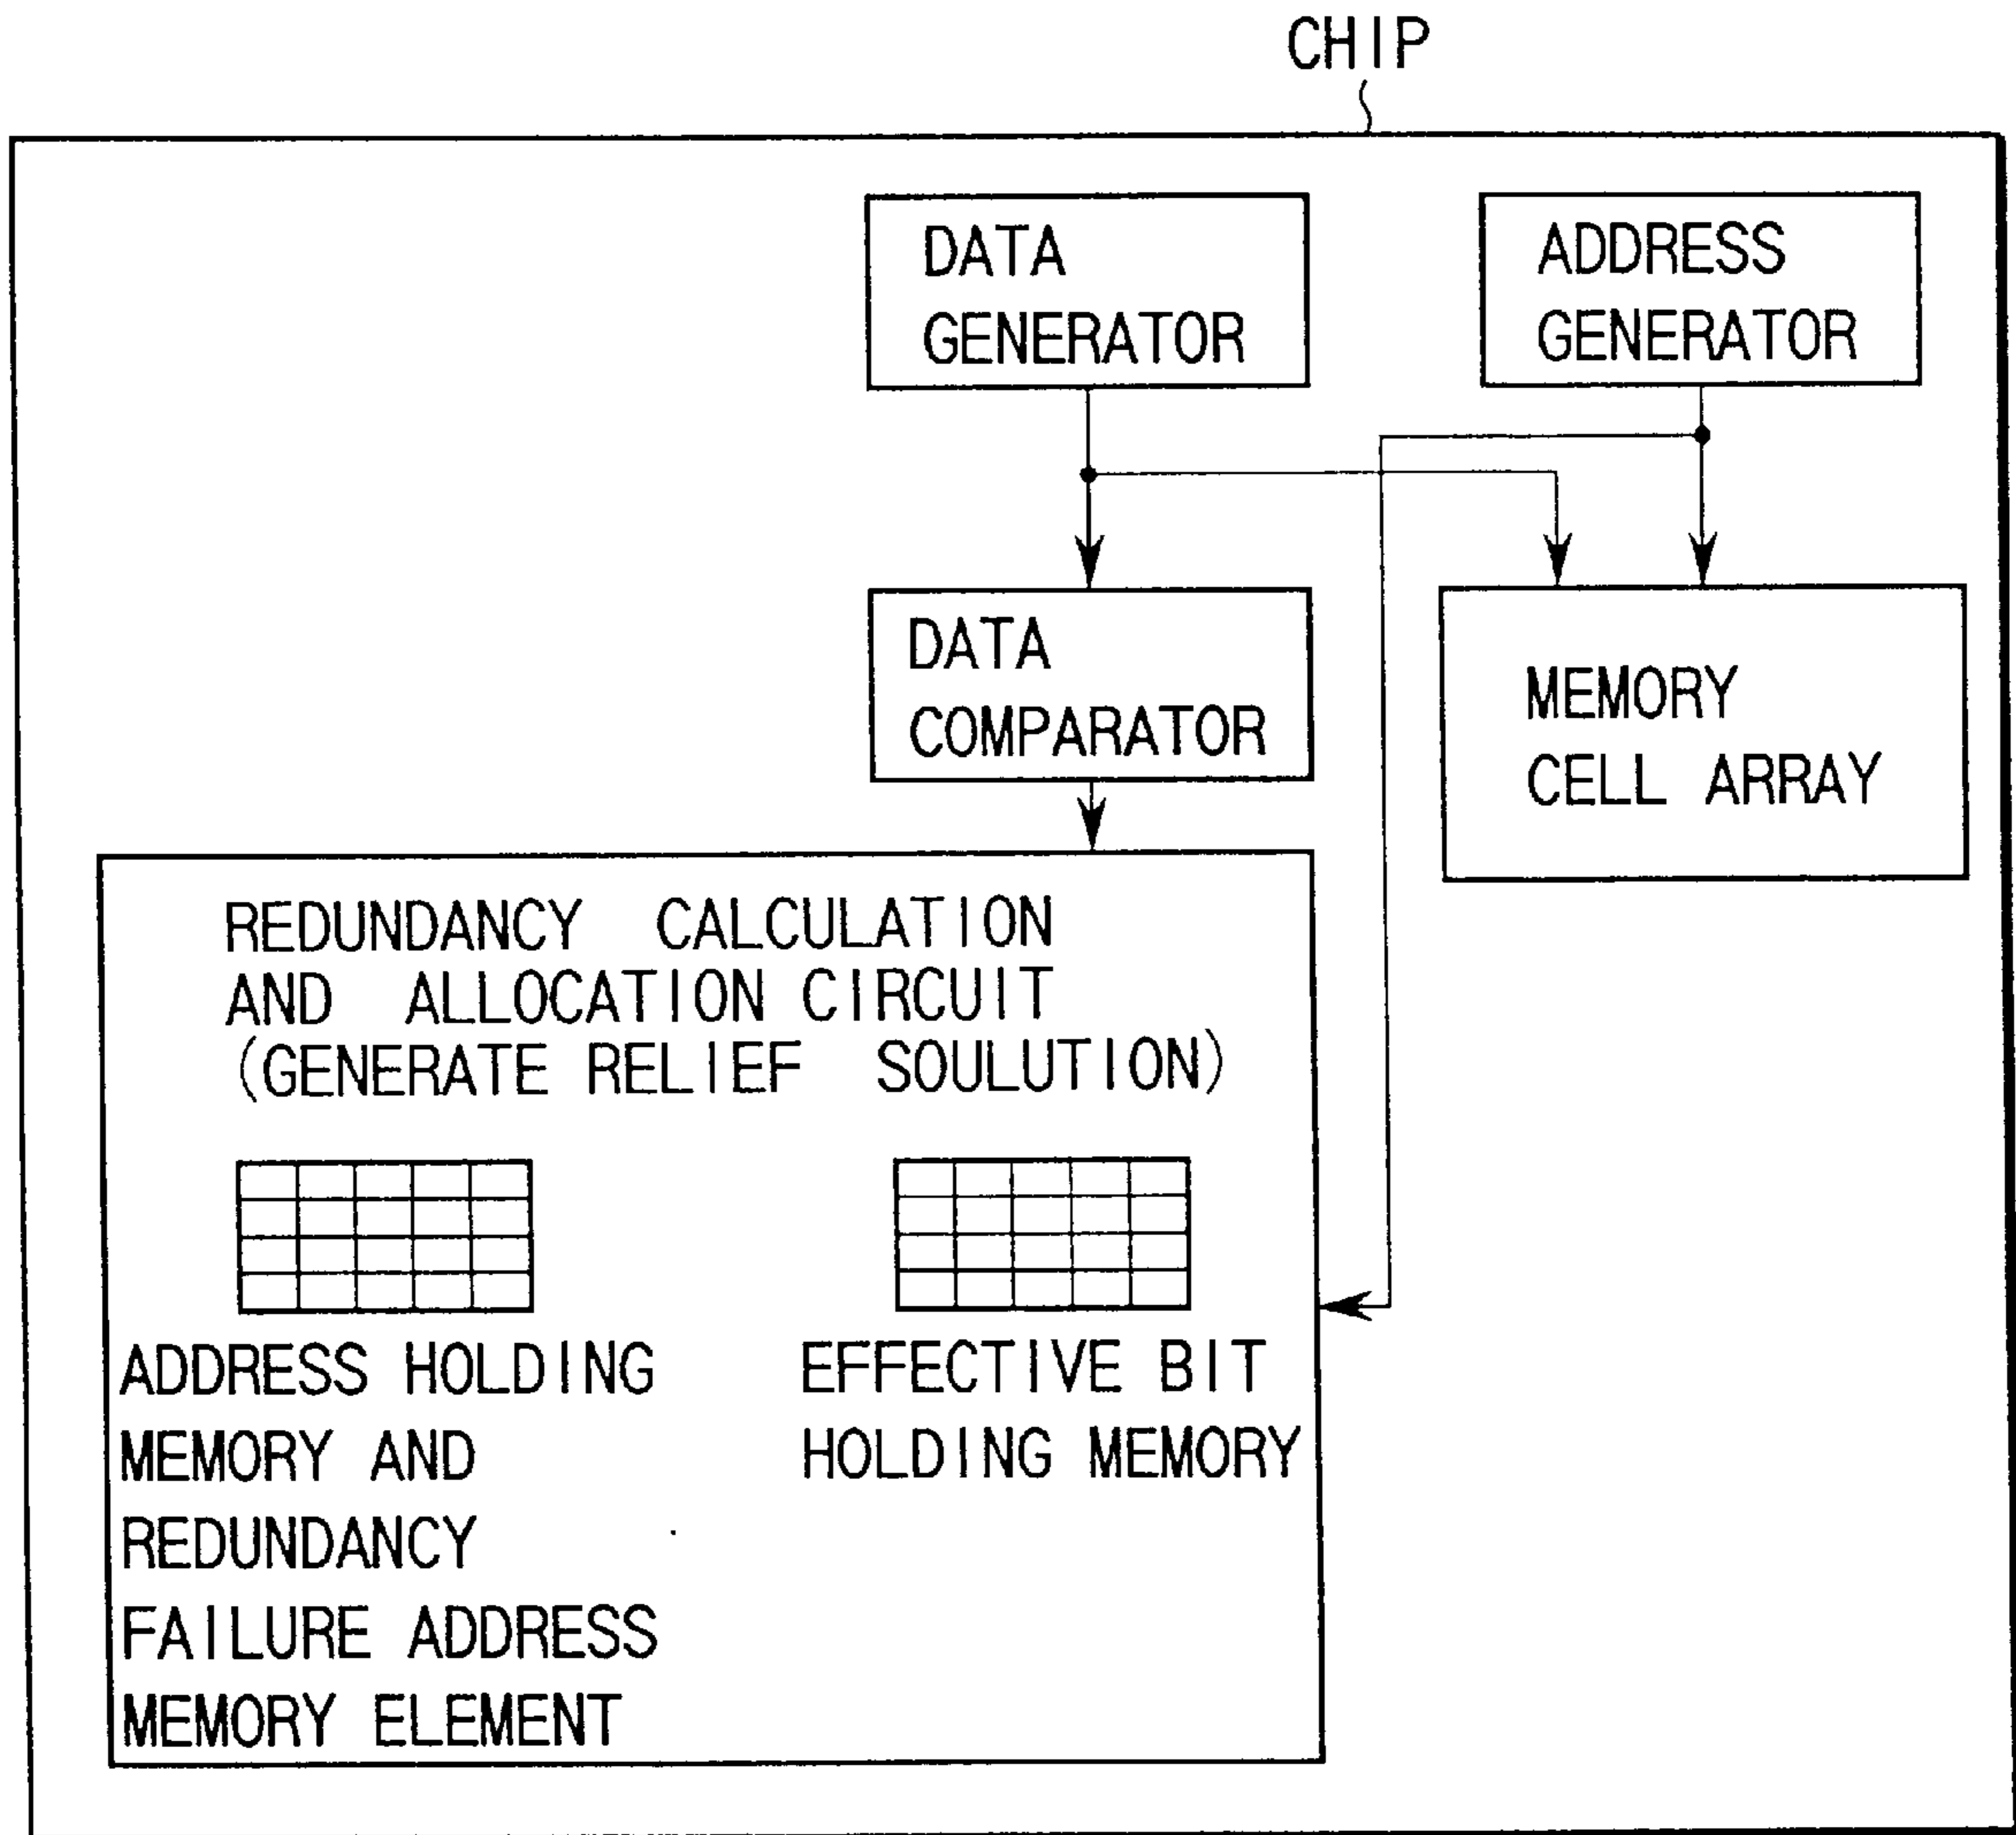 CHIP
DATA
GENERATOR
ADDRESS
GENERATOR
DATA
COMPARATOR
MEMORY
CELL ARRAY
REDUNDANCY CALCULATION
AND ALLOCATION CIRCUIT
(GENERATE RELIEF SOULUTION)
ADDRESS HOLDING
MEMORY AND
REDUNDANCY
FAILURE ADDRESS
MEMORY ELEMENT
EFFECTIVE BIT
HOLDING MEMORY